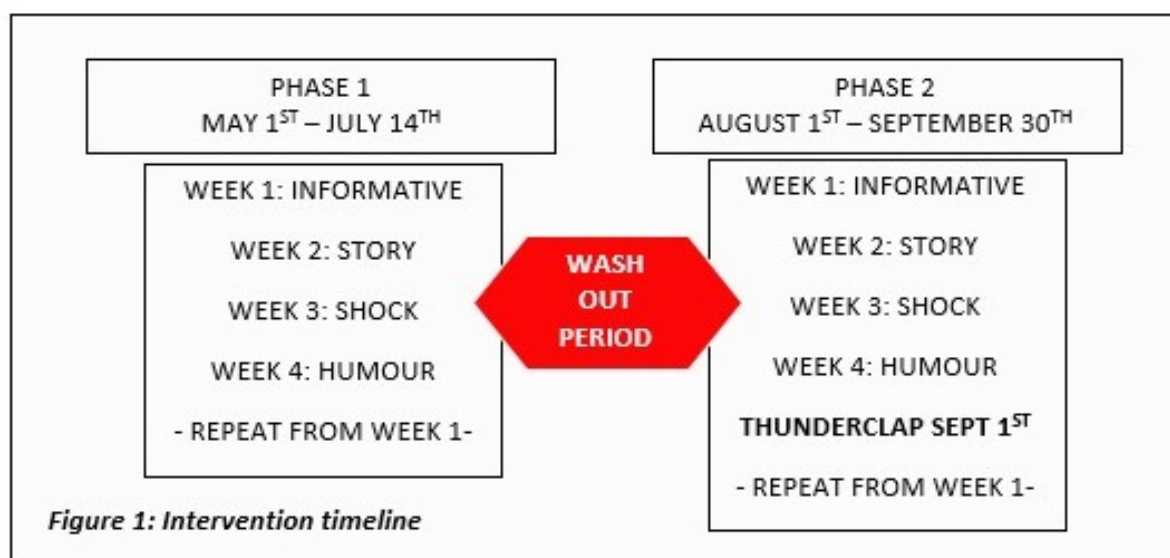 PHASE 1
MAY 1ST – JULY 14TH
WEEK 1: INFORMATIVE
WEEK 2: STORY
WEEK 3: SHOCK
WEEK 4: HUMOUR
- REPEAT FROM WEEK 1-
WASH
OUT
PERIOD
PHASE 2
AUGUST 1ST – SEPTEMBER 30TH
WEEK 1: INFORMATIVE
WEEK 2: STORY
WEEK 3: SHOCK
WEEK 4: HUMOUR
THUNDERCLAP SEPT 1ST
- REPEAT FROM WEEK 1-
Figure 1: Intervention timeline